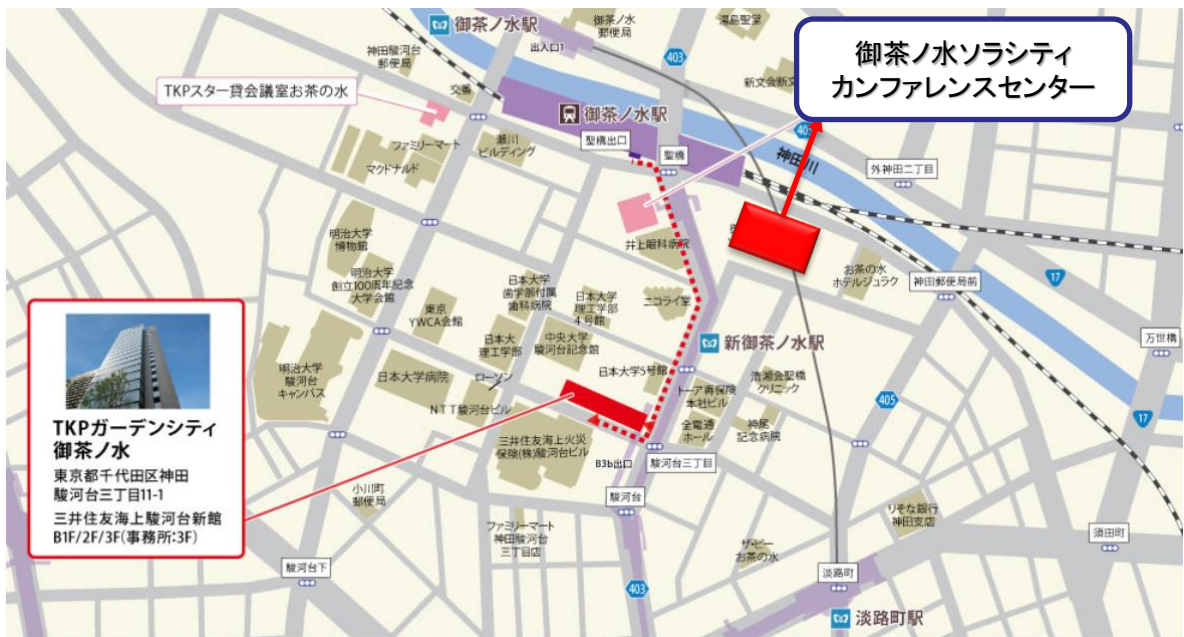 御茶ノ水駅
御茶ノ水
郵便局
湯島聖堂
出入口1
神田駿河台
郵便局
403
新文会断文
御茶ノ水ソラシティ
カンファレンスセンター
TKPスター貸会議室お茶の水
交番
御茶ノ水駅
聖橋出口
聖橋
神田川
外神田二丁目
ファミリーマート
瀬川
ビルディング
マクドナルド
明治大学
博物館
井上眼科病院
明治大学
創立100周年記念
大学会館
日本大学
歯学部付属
歯科病院
日本大学
理工学部
4号館
ニコライ堂
お茶の水
ホテルジュラク
神田郵便局前
17
東京
YWCA会館
日本大
理工学部
中央大学
駿河台記念館
新御茶ノ水駅
万世橋
明治大学
駿河台
キャンパス
日本大学病院
ローソン
日本大学5号館
トーア再保険
本社ビル
浩瀬会聖橋
クリニック
405
17
NTT駿河台ビル
全電通
ホール
神尾
記念病院
三井住友海上火災
保険(株)駿河台ビル
B3b出口
駿河台三丁目
TKPガーデンシティ
御茶ノ水
東京都千代田区神田
駿河台三丁目11-1
三井住友海上駿河台新館
B1F/2F/3F(事務所:3F)
小川町
郵便局
駿河台
りそな銀行
神田支店
ファミリーマート
神田駿河台
三丁目店
ザ・ビー
お茶の水
須田町
駿河台下
403
淡路町
淡路町駅